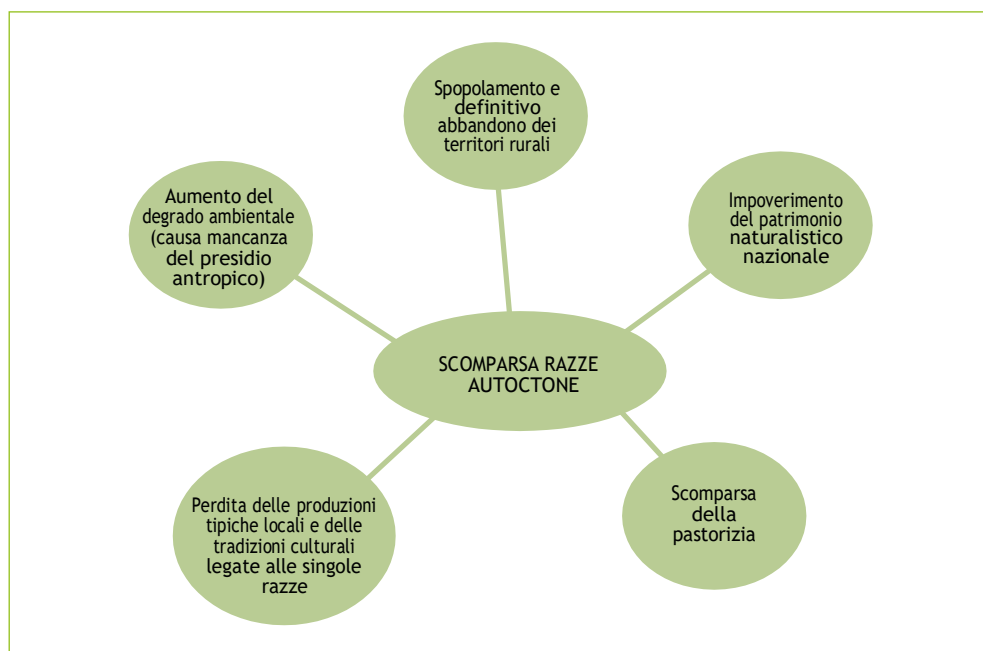 Spopolamento e
definitivo
abbandono dei
territori rurali
Aumento del
degrado ambientale
(causa mancanza
del presidio
antropico)
Impoverimento
del patrimonio
naturalistico
nazionale
SCOMPARSA RAZZE
AUTOCTONE
Perdita delle produzioni
tipiche locali e delle
tradizioni culturali
legate alle singole
razze
Scomparsa
della
pastorizia